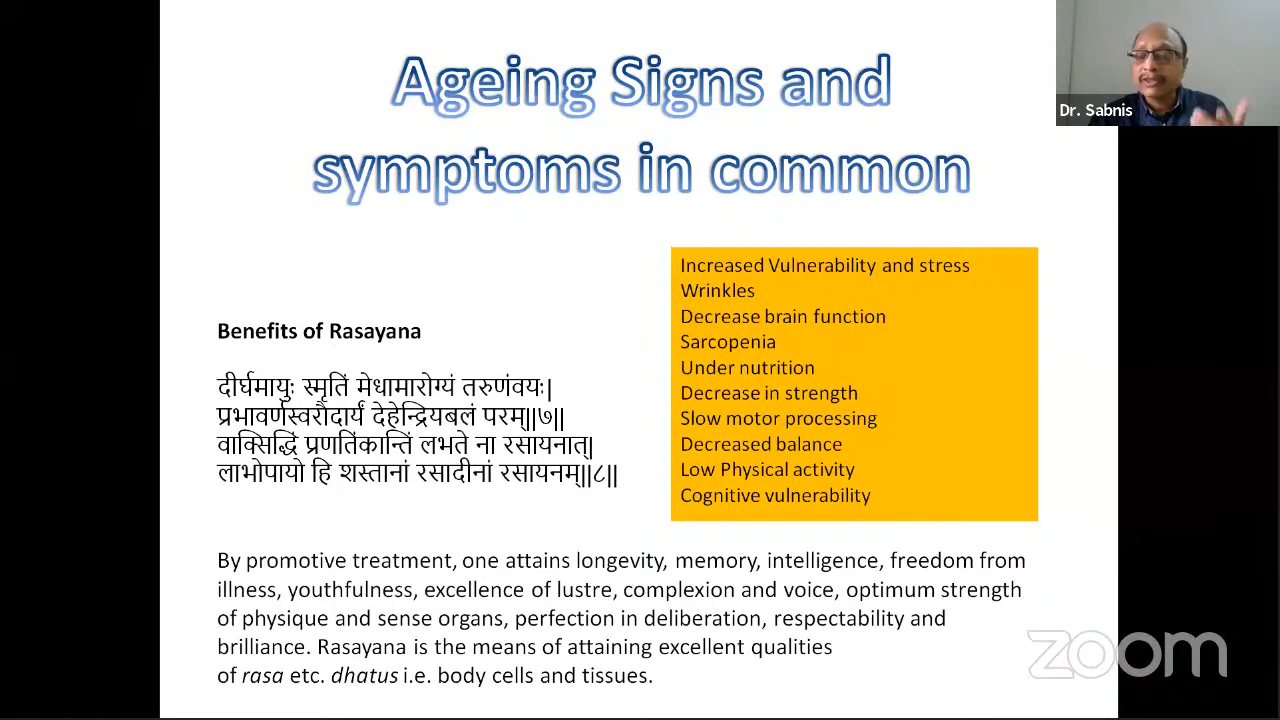 Ageing Signs and
symptoms in common
Dr. Sabnis
Increased Vulnerability and stress
Wrinkles
Decrease brain function
Sarcopenia
Under nutrition
Decrease in strength
Slow motor processing
Decreased balance
Low Physical activity
Cognitive vulnerability
Benefits of Rasayana
दीर्घमायुः स्मृतिं मेधामारोग्यं तरुणंवयः|
प्रभावर्णस्वरौदार्यं देहेन्द्रियबलं परम्||७||
वाक्सिद्धिं प्रणतिंकान्तिं लभते ना रसायनात्|
लाभोपायो हि शस्तानां रसादीनां रसायनम्||८||
By promotive treatment, one attains longevity, memory, intelligence, freedom from
illness, youthfulness, excellence of lustre, complexion and voice, optimum strength
of physique and sense organs, perfection in deliberation, respectability and
brilliance. Rasayana is the means of attaining excellent qualities
of rasa etc. dhatus i.e. body cells and tissues.
zoom